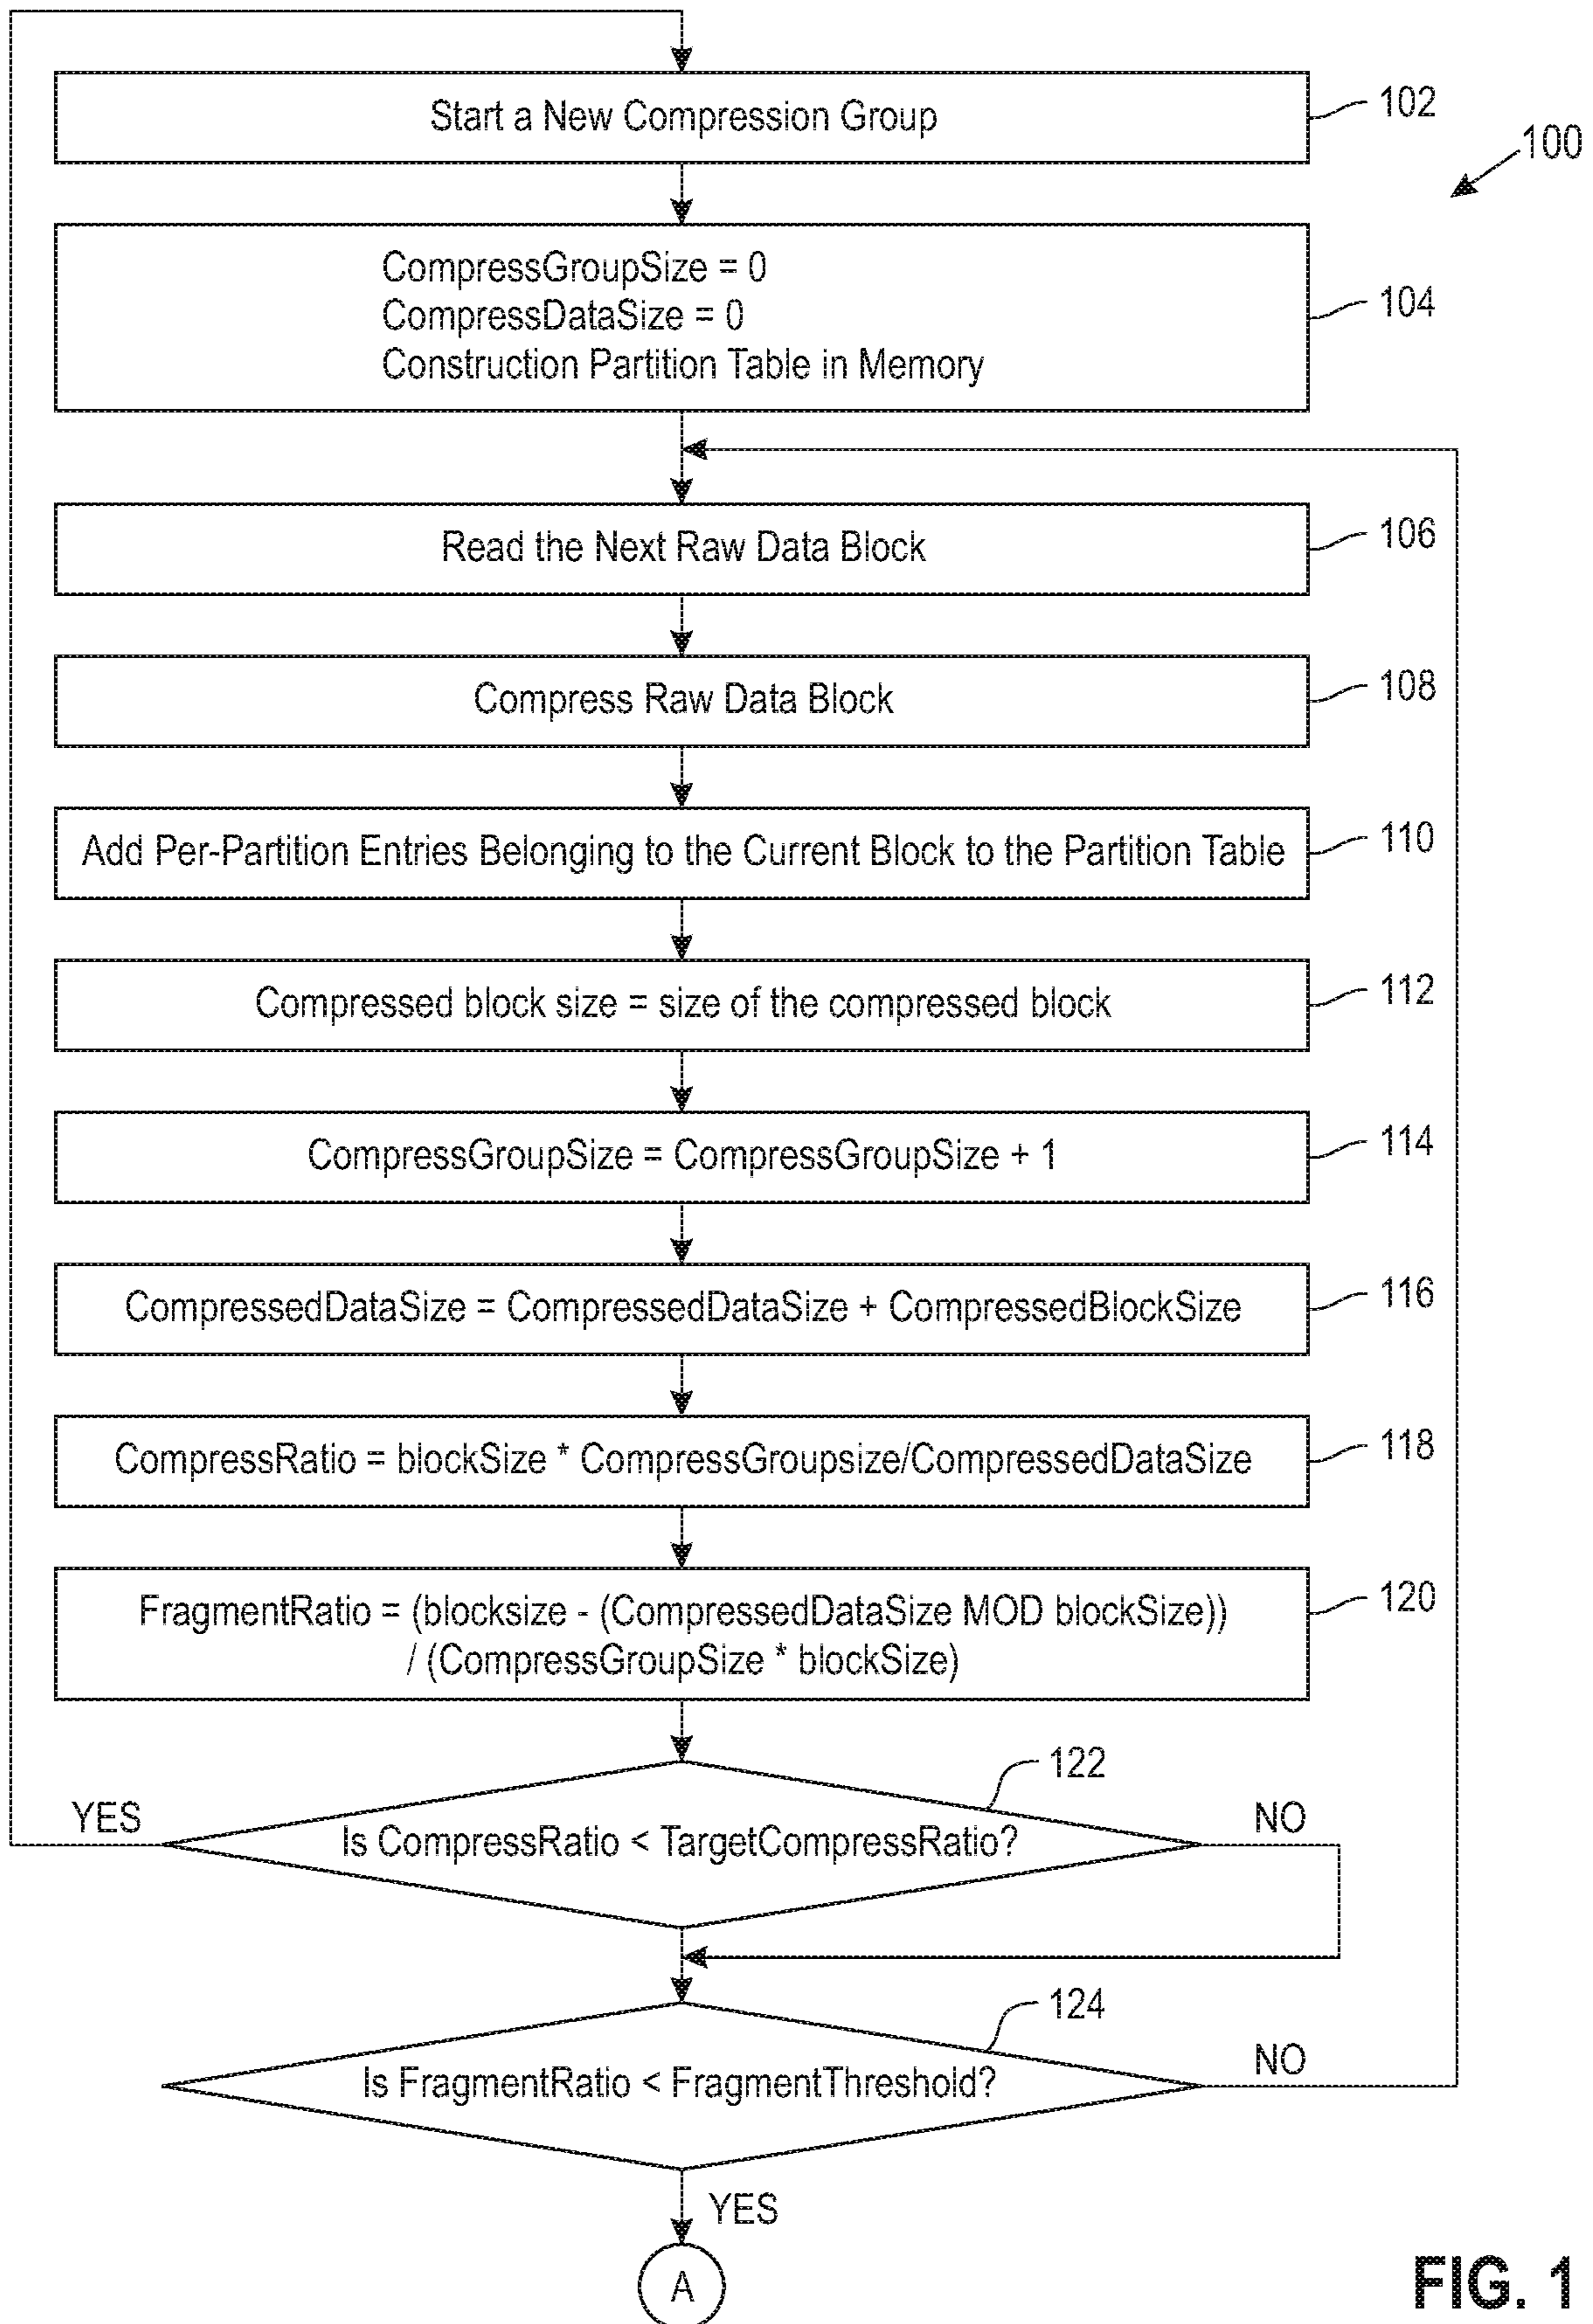 Start a New Compression Group
102
100
CompressGroupSize = 0
CompressDataSize = 0
Construction Partition Table in Memory
104
Read the Next Raw Data Block
106
Compress Raw Data Block
108
Add Per-Partition Entries Belonging to the Current Block to the Partition Table
110
Compressed block size = size of the compressed block
112
CompressGroupSize = CompressGroupSize + 1
114
CompressedDataSize = CompressedDataSize + CompressedBlockSize
116
CompressRatio = blockSize * CompressGroupsize/CompressedDataSize
118
FragmentRatio = (blocksize - (CompressedDataSize MOD blockSize))
/ (CompressGroupSize * blockSize)
120
122
YES
Is CompressRatio < TargetCompressRatio?
NO
124
Is FragmentRatio < FragmentThreshold?
NO
YES
A
FIG. 1